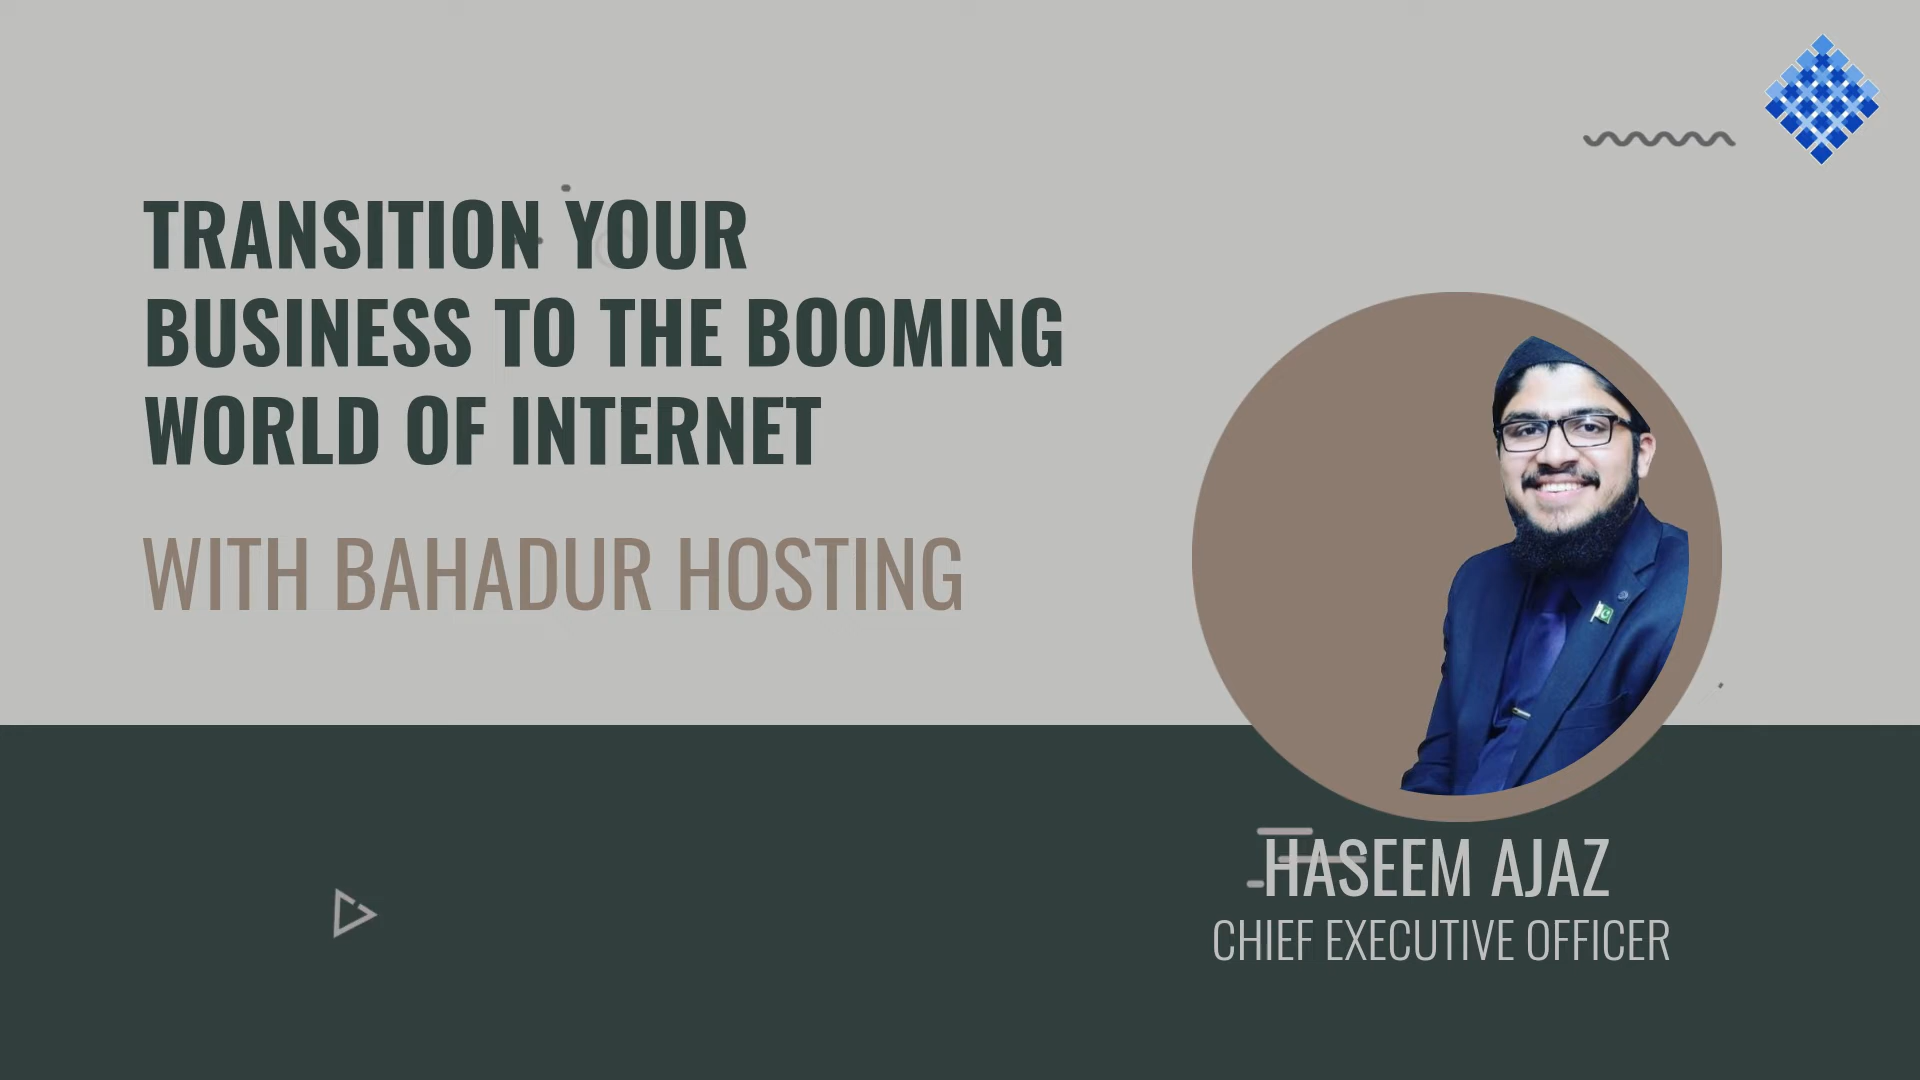 TRANSITION YOUR
BUSINESS TO THE BOOMING
WORLD OF INTERNET
WITH BAHADUR HOSTING
HASEEM AJAZ
CHIEF EXECUTIVE OFFICER